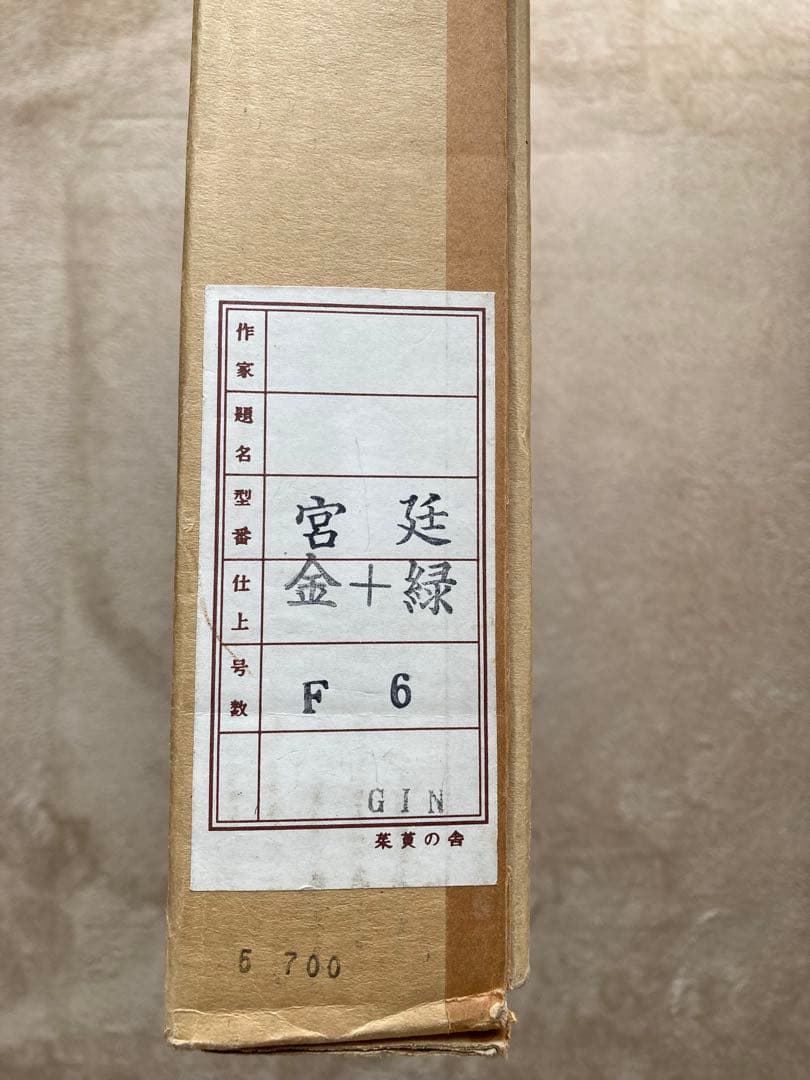 作家
題名
型番 宮廷
仕上 金+緑
号数 F 6
GIN
茱萸の舎
6 700